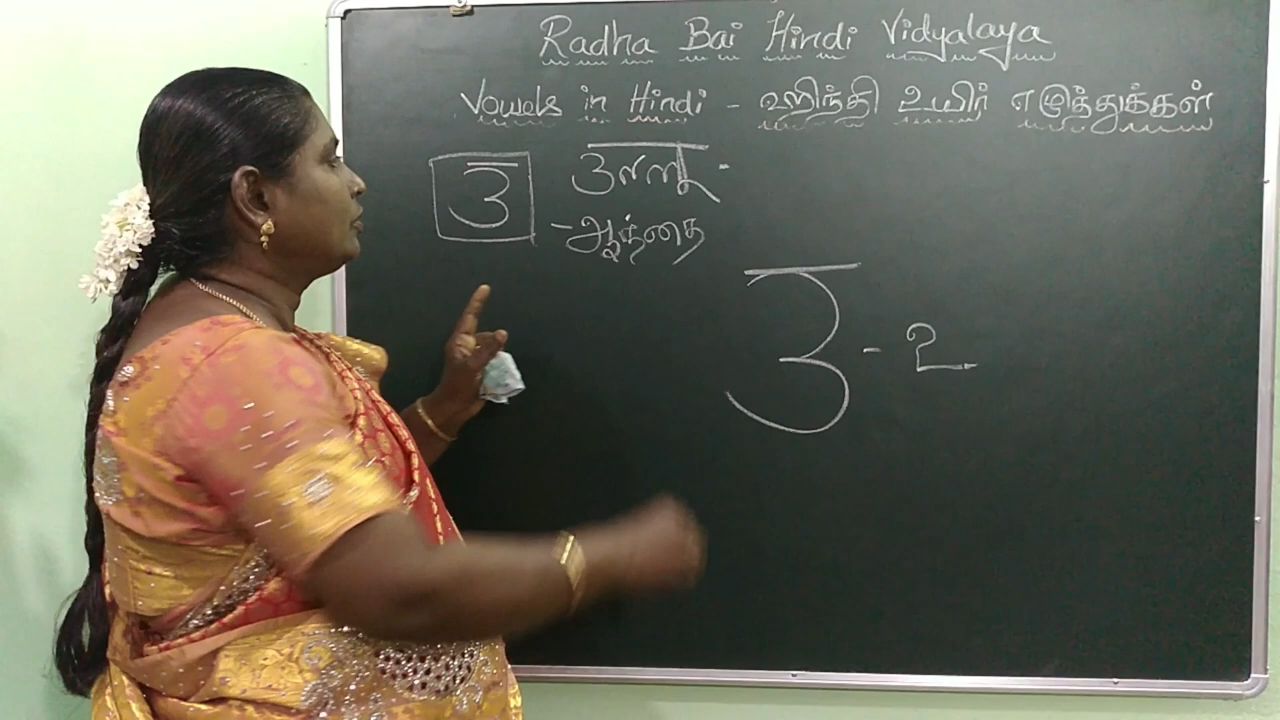 Radha Bai Hindi Vidyalaya
Vowels in Hindi - ஹிந்தி உயிர் எழுத்துக்கள்
उ उल्लू -
- ஆந்தை
उ - உ